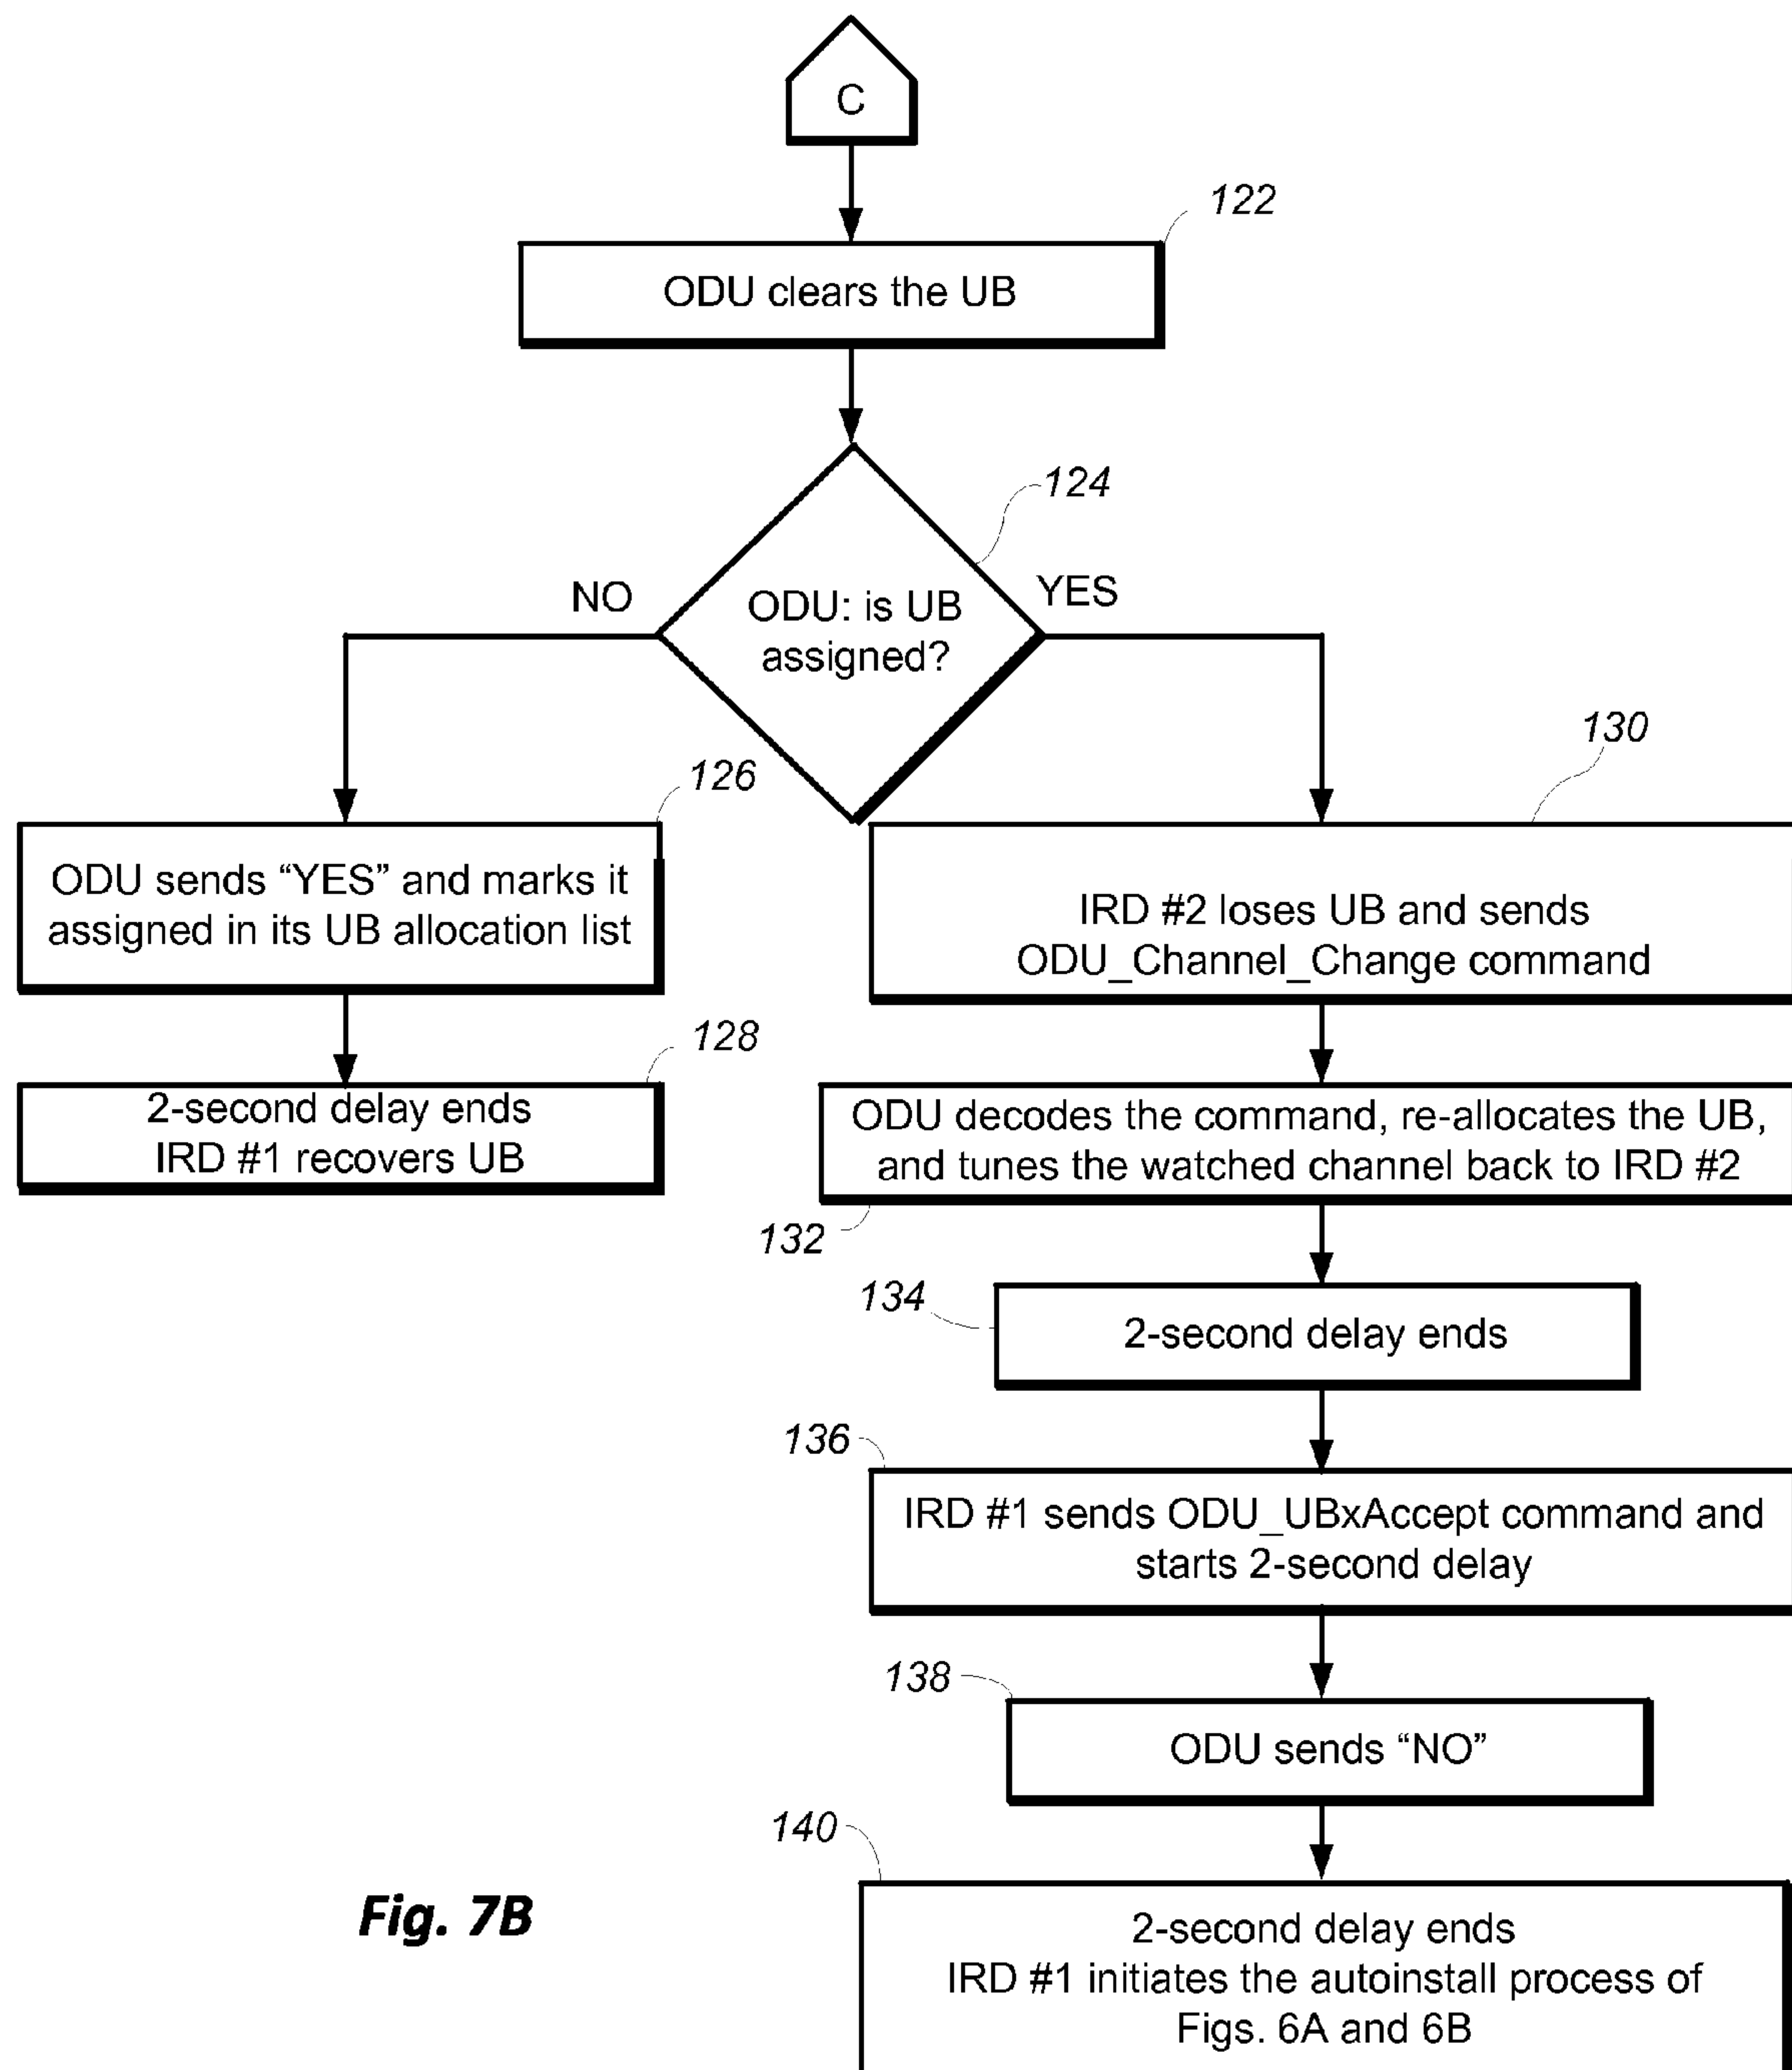 C
122
ODU clears the UB
124
NO
YES
ODU: is UB
assigned?
130
126
ODU sends “YES” and marks it
assigned in its UB allocation list
IRD #2 loses UB and sends
ODU_Channel_Change command
128
2-second delay ends
IRD #1 recovers UB
ODU decodes the command, re-allocates the UB,
and tunes the watched channel back to IRD #2
132
134
2-second delay ends
136
IRD #1 sends ODU_UBxAccept command and
starts 2-second delay
138
ODU sends “NO”
140
2-second delay ends
IRD #1 initiates the autoinstall process of
Figs. 6A and 6B
Fig. 7B